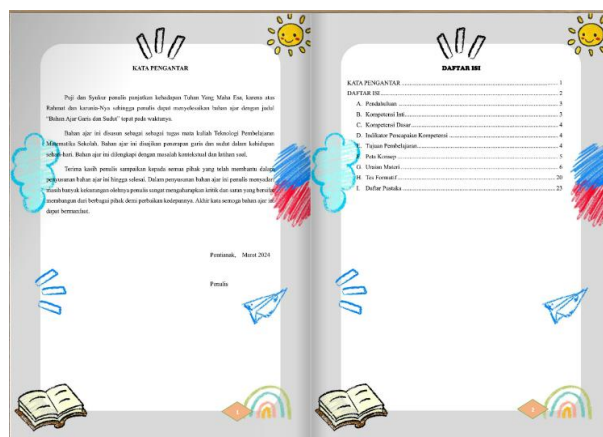 KATA PENGANTAR
Puji dan Syukur penulis panjatkan kehadapan Tuhan Yang Maha Esa, karena atas
Rahmat dan karunia-Nya sehingga penulis dapat menyelesaikan bahan ajar dengan judul
"Bahan Ajar Garis dan Sudut" tepat pada waktunya.
Bahan ajar ini disusun sebagai sebagai tugas mata kuliah Teknologi Pembelajaran
Matematika Sekolah. Bahan ajar ini disajikan penerapan garis dan sudut dalam kehidupan
sehari-hari. Bahan ajar ini dilengkapi dengan masalah kontekstual dan latihan soal.
Terima kasih penulis sampaikan kepada semua pihak yang telah membantu dalam
penyusunan bahan ajar ini hingga selesai. Dalam penyusunan bahan ajar ini penulis menyadari
masih banyak kekurangan olehnya penulis sangat mengaharapkan kritik dan saran yang bersifat
membangun dari berbagai pihak demi perbaikan kedepannya. Akhir kata semoga bahan ajar ini
dapat bermanfaat.
Pontianak, Maret 2024
Penulis
DAFTAR ISI
KATA PENGANTAR 1
DAFTAR ISI 2
A. Pendahuluan 3
B. Kompetensi Inti 3
C. Kompetensi Dasar 4
D. Indikator Pencapaian Kompetensi 4
E. Tujuan Pembelajaran 4
F. Peta Konsep 5
G. Uraian Materi 6
H. Tes Formatif 20
I. Daftar Pustaka 25